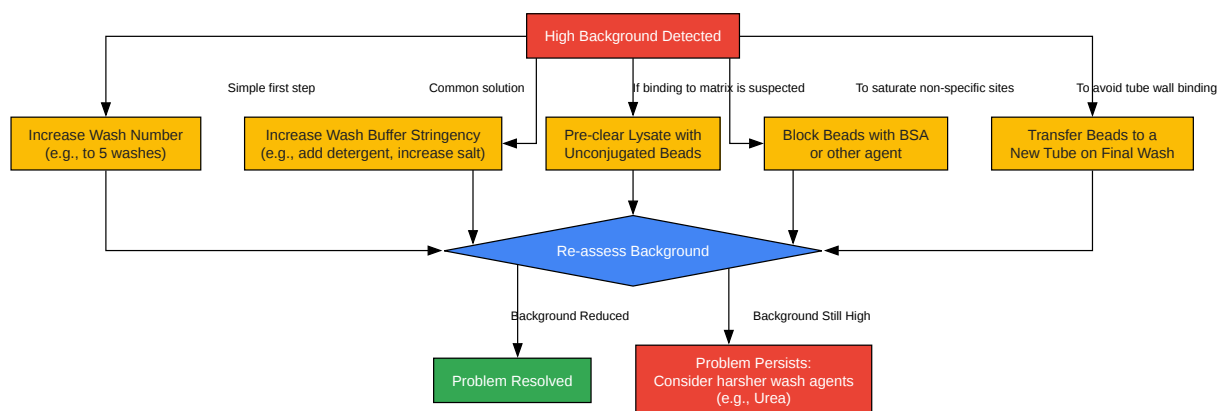 High Background Detected
Simple first step
Common solution
If binding to matrix is suspected
To saturate non-specific sites
To avoid tube wall binding
Increase Wash Number
(e.g., to 5 washes)
Increase Wash Buffer Stringency
(e.g., add detergent, increase salt)
Pre-clear Lysate with
Unconjugated Beads
Block Beads with BSA
or other agent
Transfer Beads to a
New Tube on Final Wash
Re-assess Background
Background Reduced
Background Still High
Problem Resolved
Problem Persists:
Consider harsher wash agents
(e.g., Urea)